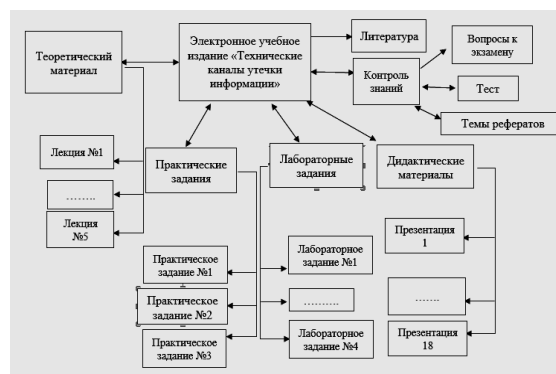 Теоретический
материал
Электронное учебное
издание «Технические
каналы утечки
информации»
Литература
Вопросы к
экзамену
Контроль
знаний
Тест
Темы рефератов
Лекция №1
........
Лекция
№5
Практические
задания
Лабораторные
задания
Дидактические
материалы
Практическое
задание №1
Практическое
задание №2
Практическое
задание №3
Лабораторное
задание №1
..........
Лабораторное
задание №4
Презентация
1
.......
Презентация
18